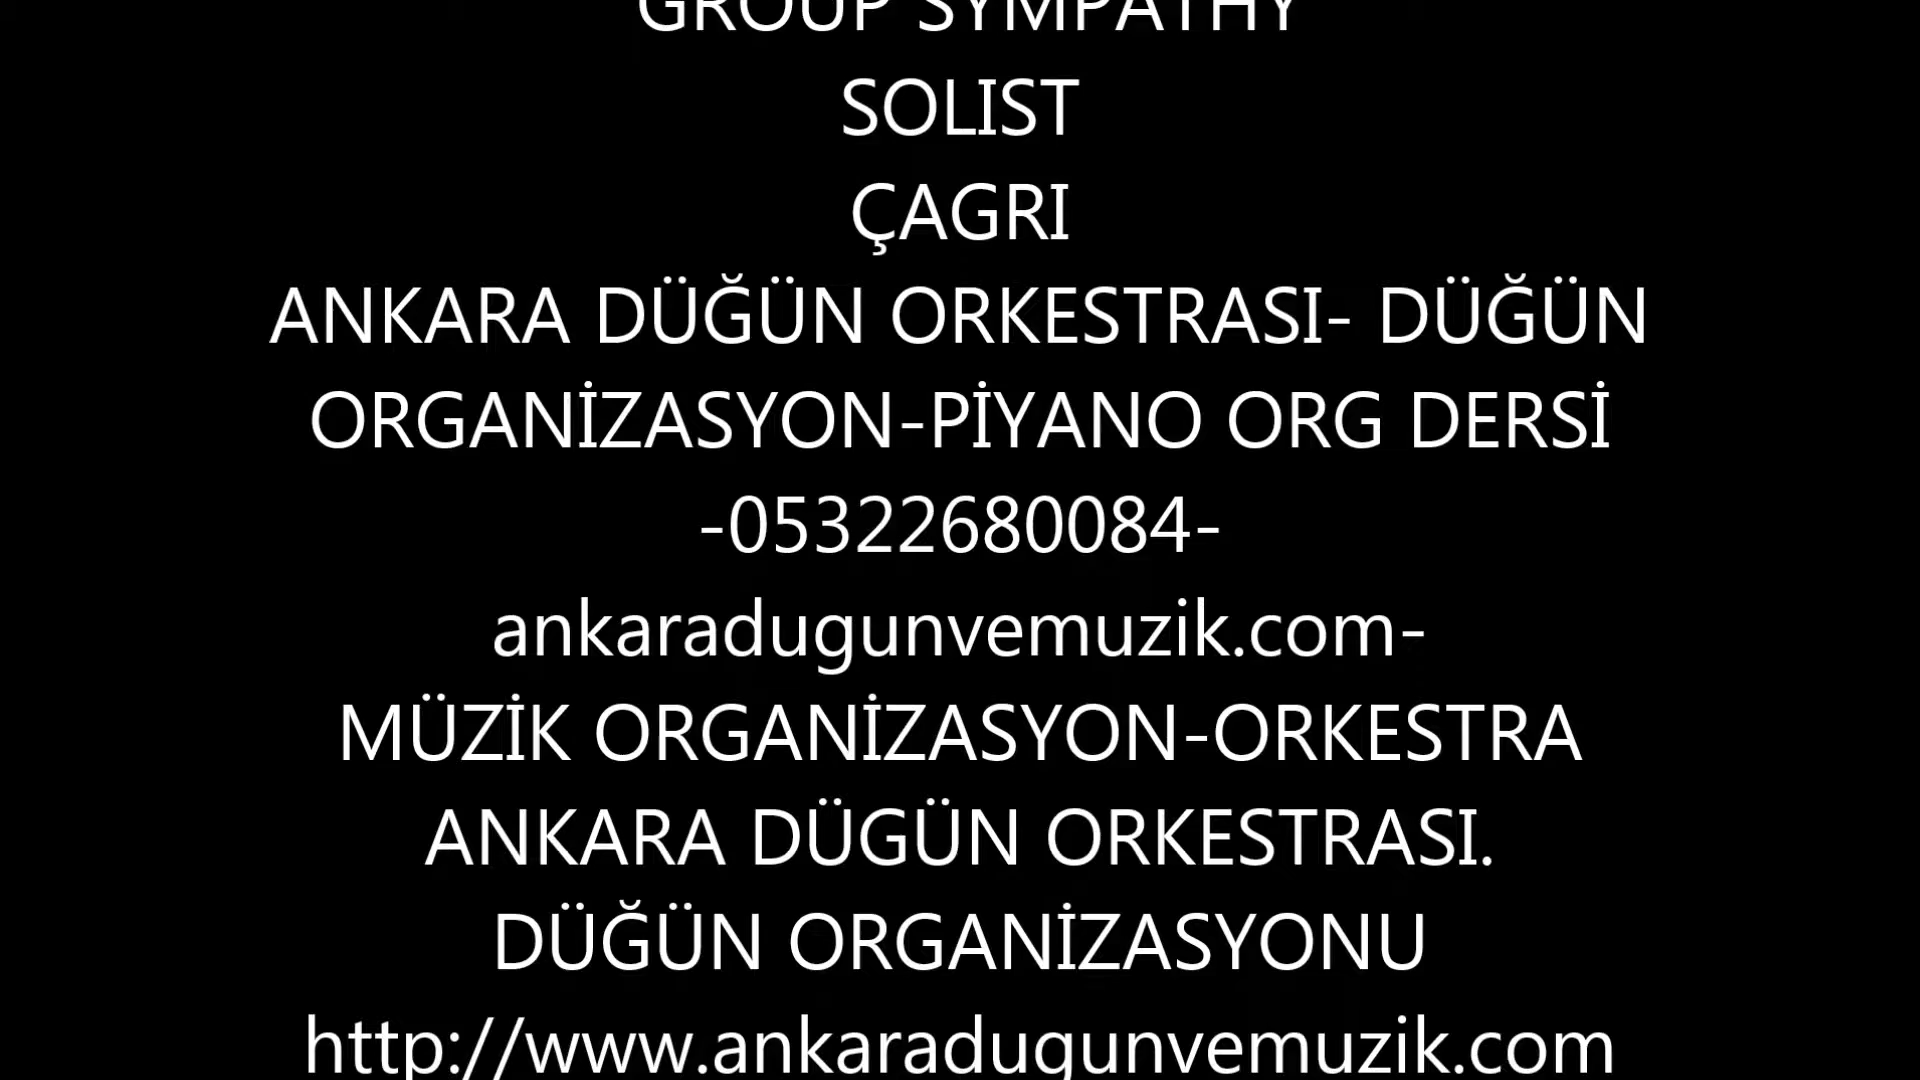 GROUP SYMPATHY
SOLIST
ÇAGRI
ANKARA DÜĞÜN ORKESTRASI- DÜĞÜN
ORGANİZASYON-PİYANO ORG DERSİ
-05322680084-
ankaradugunvemuzik.com-
MÜZİK ORGANİZASYON-ORKESTRA
ANKARA DÜGÜN ORKESTRASI.
DÜĞÜN ORGANİZASYONU
http://www.ankaradugunvemuzik.com